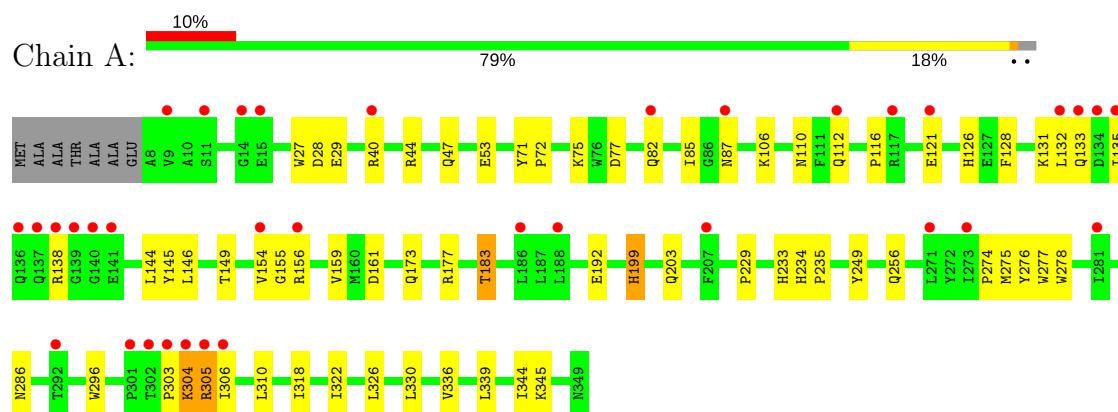 10%
Chain A:
79% 18% • •
MET ALA ALA THR ALA ALA GLU A8 V9 A10 S11 G14 E15 W27 D28 E29 R40 R44 Q47 E53 Y71 P72 K75 W76 D77 Q82 I85 G86 N87 K106 N110 F111 Q112 P116 R117 E121 H126 E127 F128 K131 L132 Q133 D134 I135
Q136 Q137 R138 G139 G140 E141 L144 Y145 L146 T149 V154 G155 R156 V159 M160 D161 Q173 R177 T183 L186 L187 L188 E192 H199 Q203 F207 P229 H233 H234 P235 Y249 Q256 L271 Y272 I273 P274 M275 Y276 W277 W278 I281
N286 T292 W296 P301 T302 P303 K304 R305 I306 L310 I318 I322 L326 L330 V336 L339 I344 K345 N349